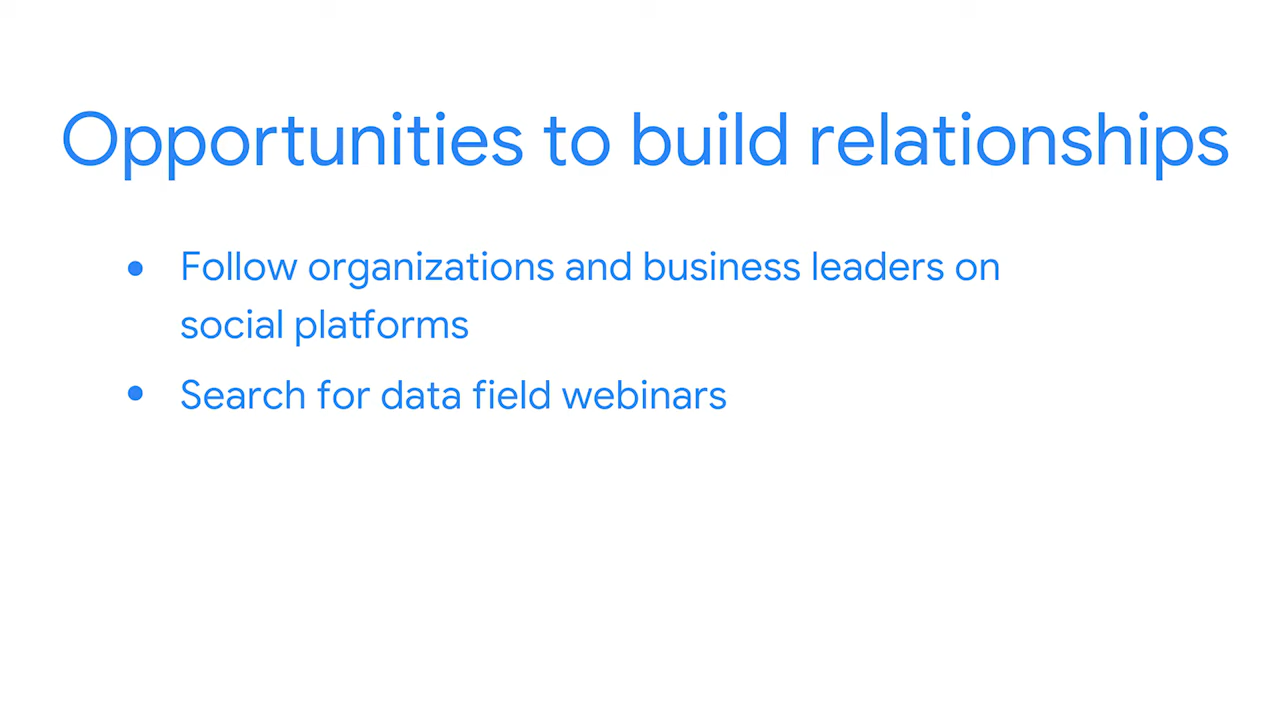 Opportunities to build relationships
• Follow organizations and business leaders on
social platforms
• Search for data field webinars